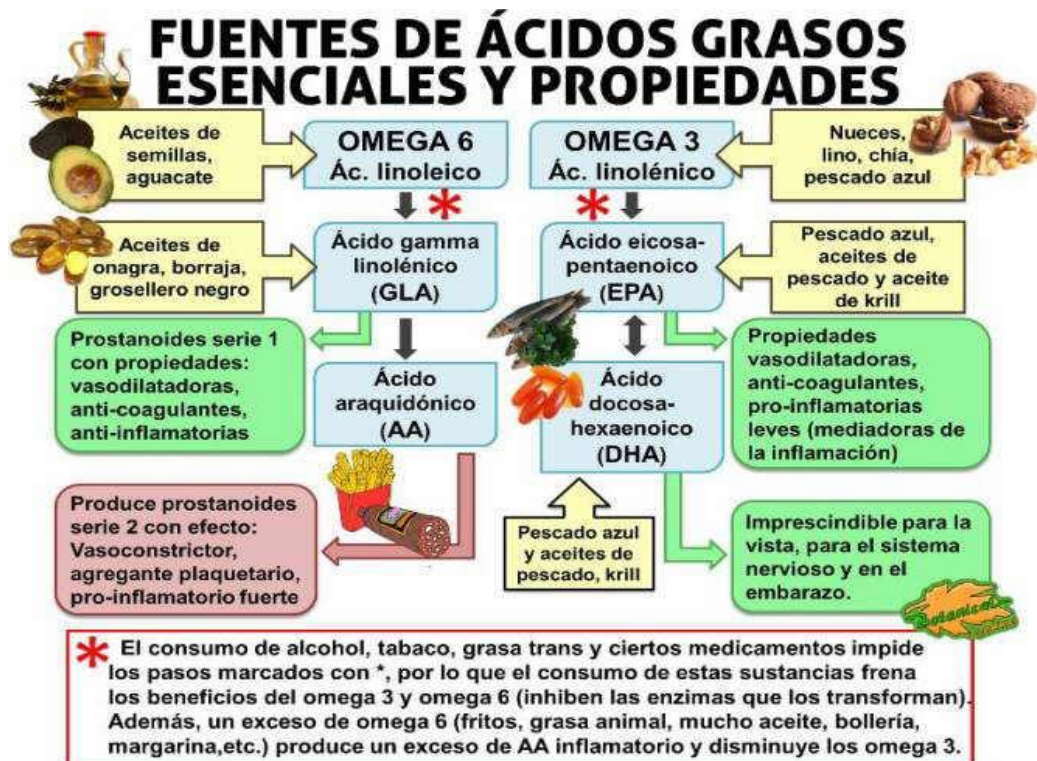 FUENTES DE ÁCIDOS GRASOS
ESENCIALES Y PROPIEDADES
Aceites de
semillas,
aguacate
OMEGA 6
Ác. linoleico
OMEGA 3
Ác. linolénico
Nueces,
lino, chía,
pescado azul
*
*
Aceites de
onagra, borraja,
grosellero negro
Ácido gamma
linolénico
(GLA)
Ácido eicosa-
pentaenoico
(EPA)
Pescado azul,
aceites de
pescado y aceite
de krill
Prostanoides serie 1
con propiedades:
vasodilatadoras,
anti-coagulantes,
anti-inflamatorias
Ácido
araquidónico
(AA)
Ácido
docosa-
hexaenoico
(DHA)
Propiedades
vasodilatadoras,
anti-coagulantes,
pro-inflamatorias
leves (mediadoras de
la inflamación)
Produce prostanoides
serie 2 con efecto:
Vasoconstrictor,
agregante plaquetario,
pro-inflamatorio fuerte
Pescado azul
y aceites de
pescado, krill
Imprescindible para la
vista, para el sistema
nervioso y en el
embarazo.
* El consumo de alcohol, tabaco, grasa trans y ciertos medicamentos impide
los pasos marcados con *, por lo que el consumo de estas sustancias frena
los beneficios del omega 3 y omega 6 (inhiben las enzimas que los transforman).
Además, un exceso de omega 6 (fritos, grasa animal, mucho aceite, bollería,
margarina,etc.) produce un exceso de AA inflamatorio y disminuye los omega 3.